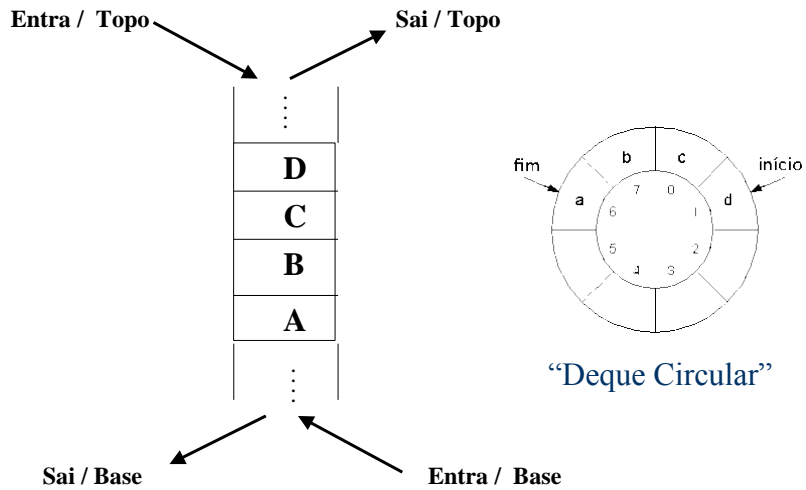 Entra / Topo
Sai / Topo
D
C
B
A
Sai / Base
Entra / Base
b c
fim
início
a
d
7 0
6 1
5 2
4 3
“Deque Circular”